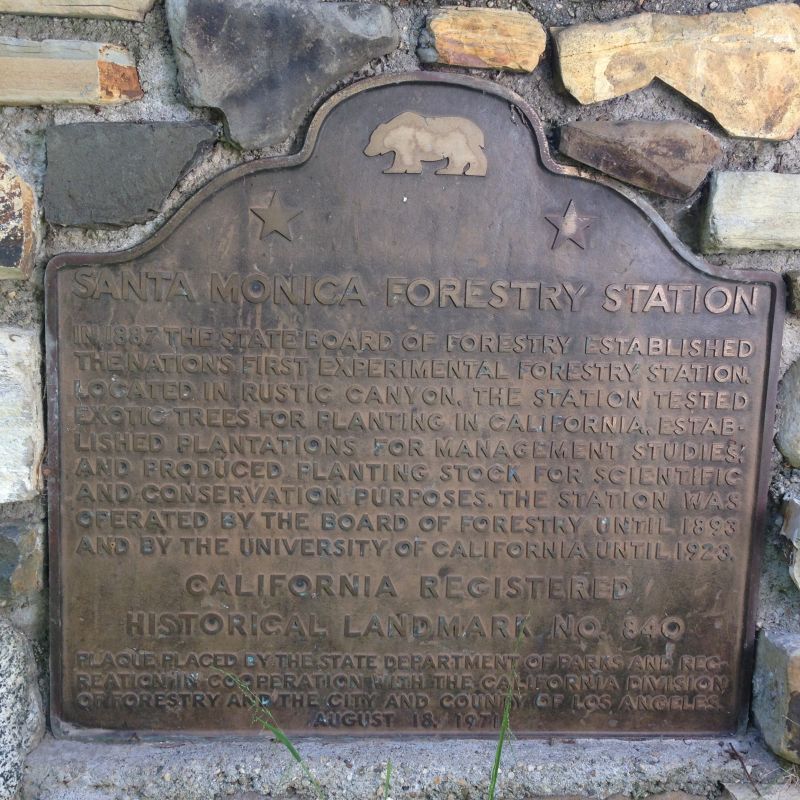 SANTA MONICA FORESTRY STATION
IN 1887 THE STATE BOARD OF FORESTRY ESTABLISHED
THE NATIONS FIRST EXPERIMENTAL FORESTRY STATION.
LOCATED IN RUSTIC CANYON, THE STATION TESTED
EXOTIC TREES FOR PLANTING IN CALIFORNIA, ESTAB-
LISHED PLANTATIONS FOR MANAGEMENT STUDIES,
AND PRODUCED PLANTING STOCK FOR SCIENTIFIC
AND CONSERVATION PURPOSES. THE STATION WAS
OPERATED BY THE BOARD OF FORESTRY UNTIL 1893
AND BY THE UNIVERSITY OF CALIFORNIA UNTIL 1923.
CALIFORNIA REGISTERED
HISTORICAL LANDMARK NO. 840
PLAQUE PLACED BY THE STATE DEPARTMENT OF PARKS AND REC-
REATION IN COOPERATION WITH THE CALIFORNIA DIVISION
OF FORESTRY AND THE CITY AND COUNTY OF LOS ANGELES.
AUGUST 18, 1971